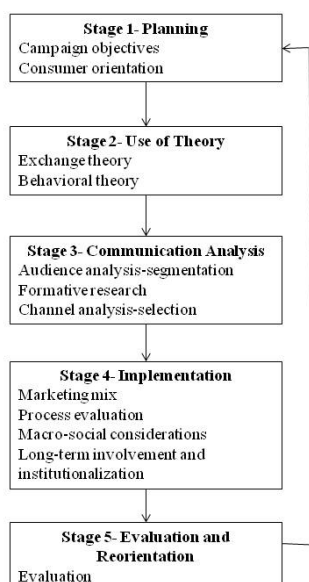 Stage 1- Planning
Campaign objectives
Consumer orientation
Stage 2- Use of Theory
Exchange theory
Behavioral theory
Stage 3- Communication Analysis
Audience analysis-segmentation
Formative research
Channel analysis-selection
Stage 4- Implementation
Marketing mix
Process evaluation
Macro-social considerations
Long-term involvement and
institutionalization
Stage 5- Evaluation and
Reorientation
Evaluation